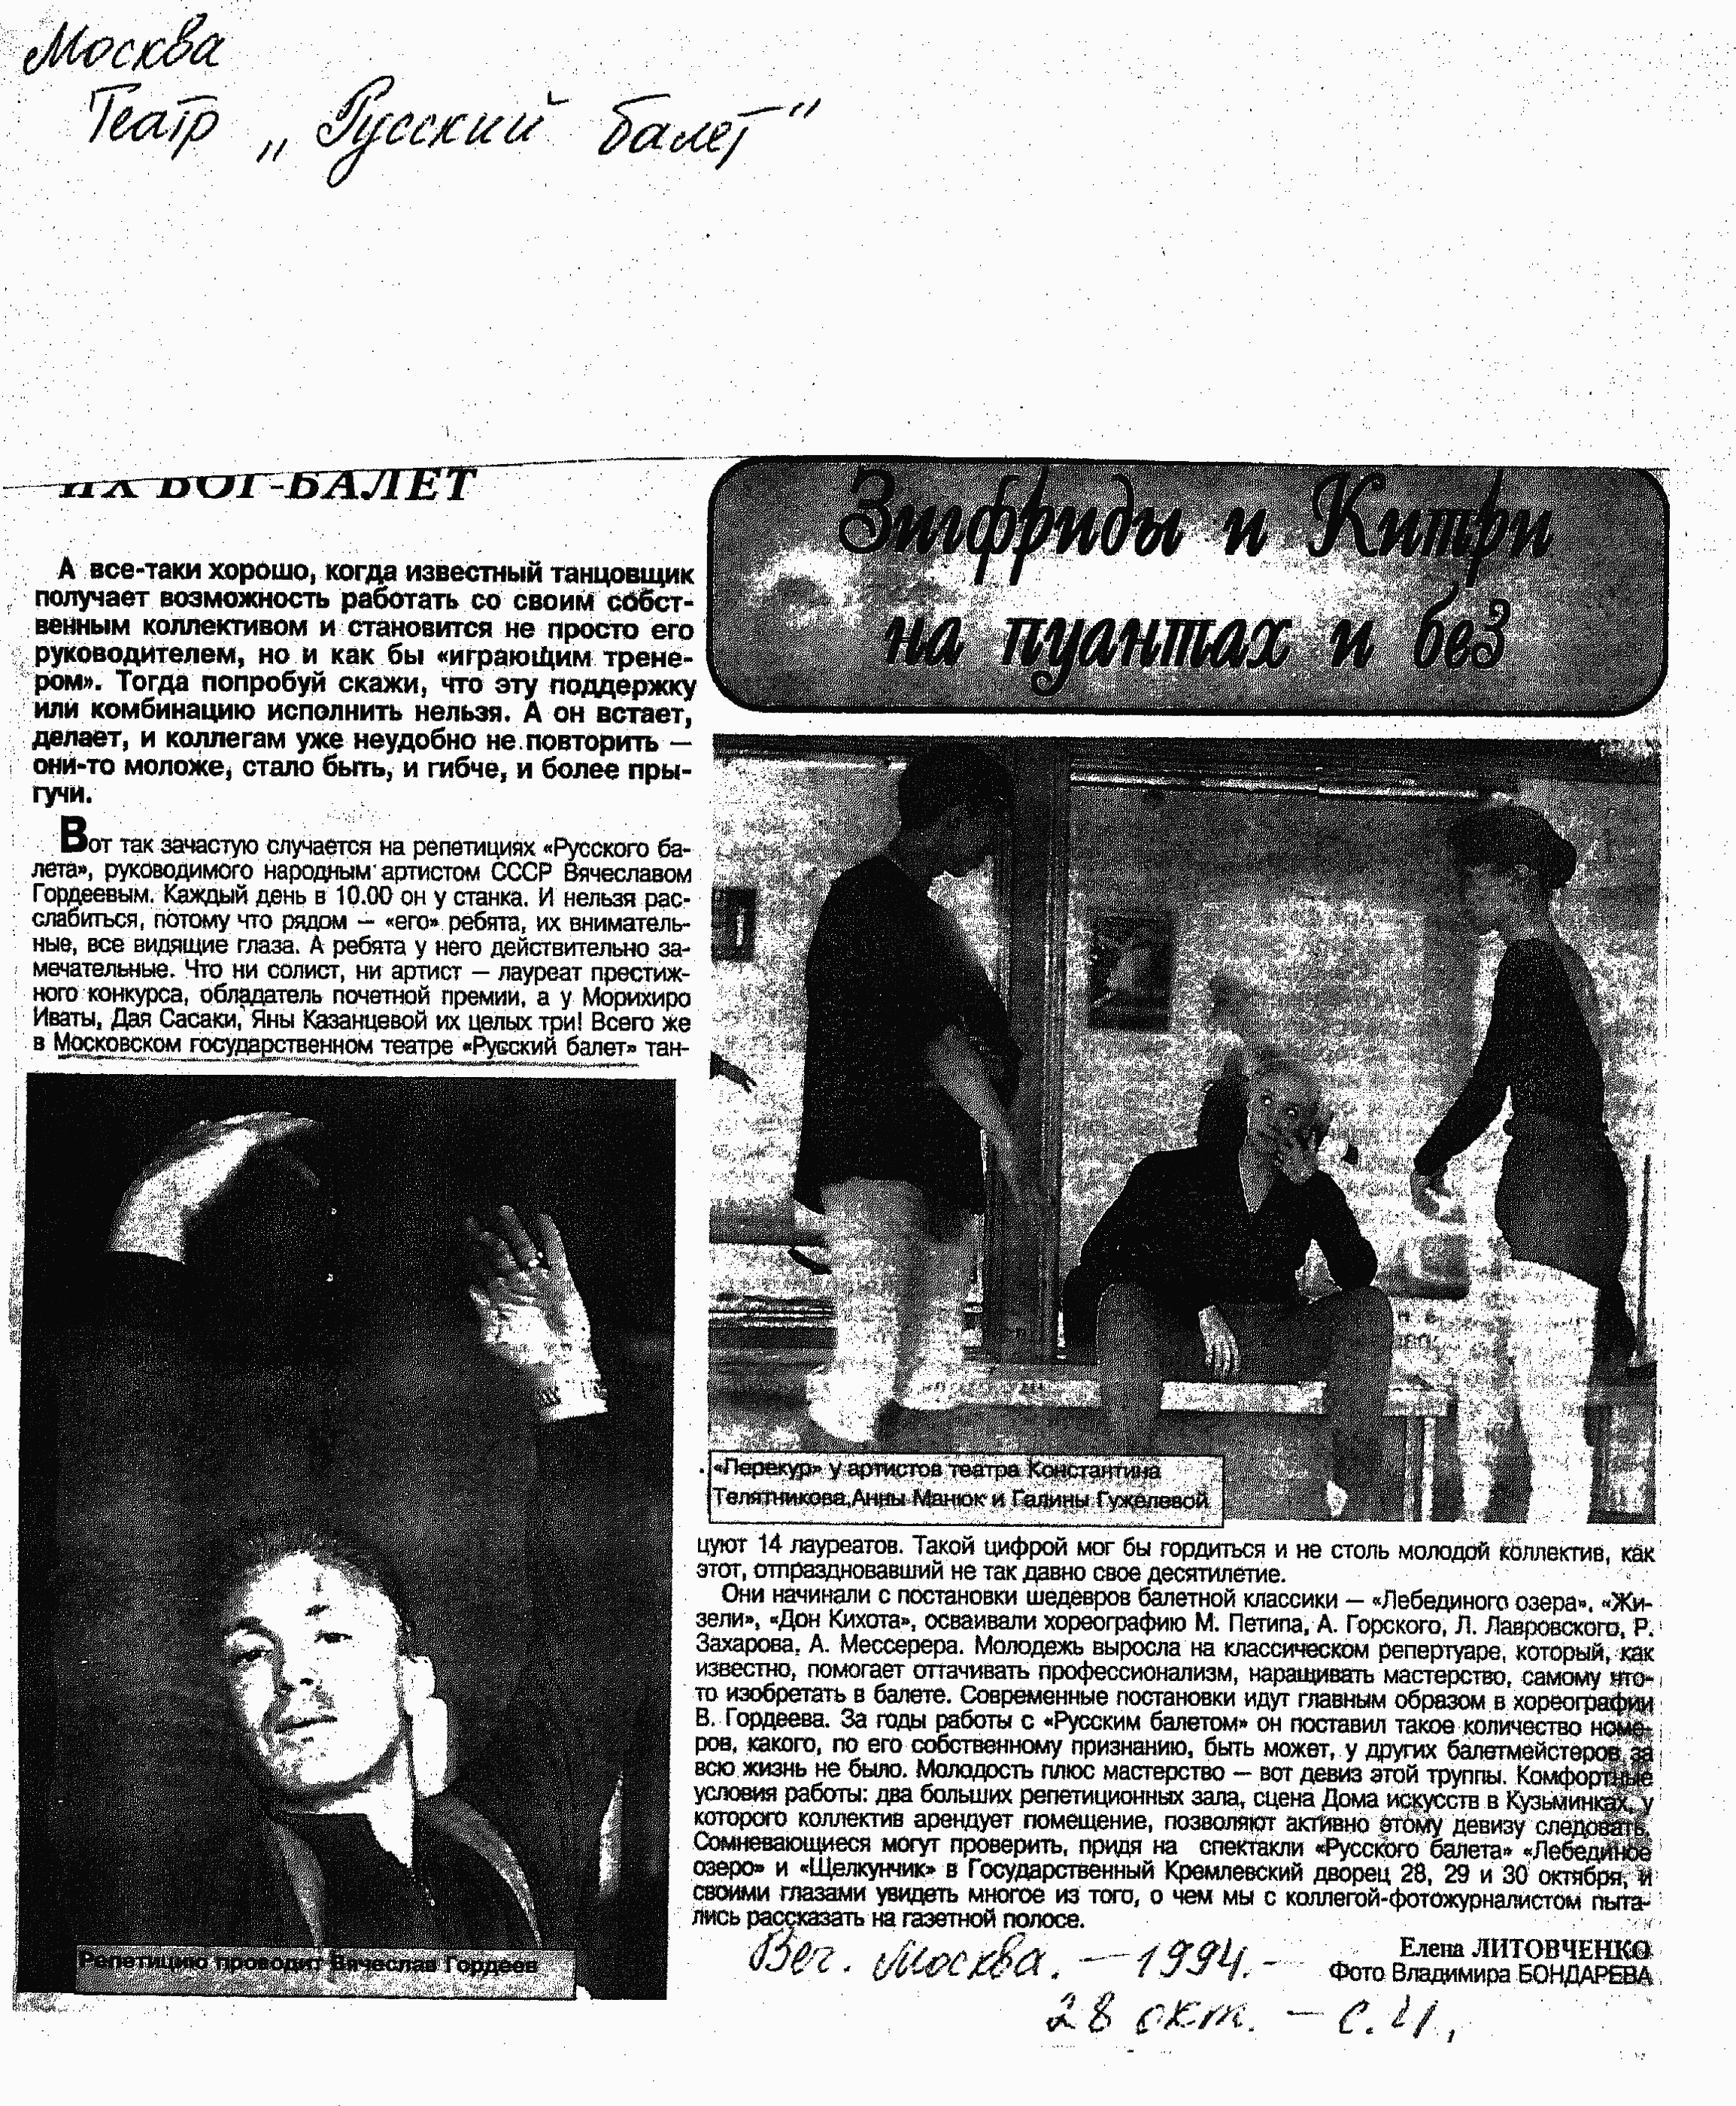 Москва
Театр „Русский балет"
ИХ БОГ-БАЛЕТ
Зигфриды и Китри
на пуантах и без
А все-таки хорошо, когда известный танцовщик
получает возможность работать со своим собст-
венным коллективом и становится не просто его
руководителем, но и как бы «играющим трене-
ром». Тогда попробуй скажи, что эту поддержку
или комбинацию исполнить нельзя. А он встает,
делает, и коллегам уже неудобно не повторить —
они-то моложе, стало быть, и гибче, и более пры-
гучи.
Вот так зачастую случается на репетициях «Русского ба-
лета», руководимого народным артистом СССР Вячеславом
Гордеевым. Каждый день в 10.00 он у станка. И нельзя рас-
слабиться, потому что рядом — «его» ребята, их вниматель-
ные, все видящие глаза. А ребята у него действительно за-
мечательные. Что ни солист, ни артист — лауреат престиж-
ного конкурса, обладатель почетной премии, а у Морихиро
Иваты, Дая Сасаки, Яны Казанцевой их целых три! Всего же
в Московском государственном театре «Русский балет» тан-
Репетицию проводит Вячеслав Гордеев
«Перекур» у артистов театра Константина
Телятникова, Анны Манюк и Галины Гужелевой
цуют 14 лауреатов. Такой цифрой мог бы гордиться и не столь молодой коллектив, как
этот, отпраздновавший не так давно свое десятилетие.
Они начинали с постановки шедевров балетной классики — «Лебединого озера», «Жи-
зели», «Дон Кихота», осваивали хореографию М. Петипа, А. Горского, Л. Лавровского, Р.
Захарова, А. Мессерера. Молодежь выросла на классическом репертуаре, который, как
известно, помогает оттачивать профессионализм, наращивать мастерство, самому что-
то изобретать в балете. Современные постановки идут главным образом в хореографии
В. Гордеева. За годы работы с «Русским балетом» он поставил такое количество номе-
ров, какого, по его собственному признанию, быть может, у других балетмейстеров за
всю жизнь не было. Молодость плюс мастерство — вот девиз этой труппы. Комфортные
условия работы: два больших репетиционных зала, сцена Дома искусств в Кузьминках, у
которого коллектив арендует помещение, позволяют активно этому девизу следовать.
Сомневающиеся могут проверить, придя на спектакли «Русского балета» «Лебединое
озеро» и «Щелкунчик» в Государственный Кремлевский дворец 28, 29 и 30 октября, и
своими глазами увидеть многое из того, о чем мы с коллегой-фотожурналистом пыта-
лись рассказать на газетной полосе.
Елена ЛИТОВЧЕНКО
Фото Владимира БОНДАРЕВА
Веч. Москва. — 1994. —
28 окт. — с.